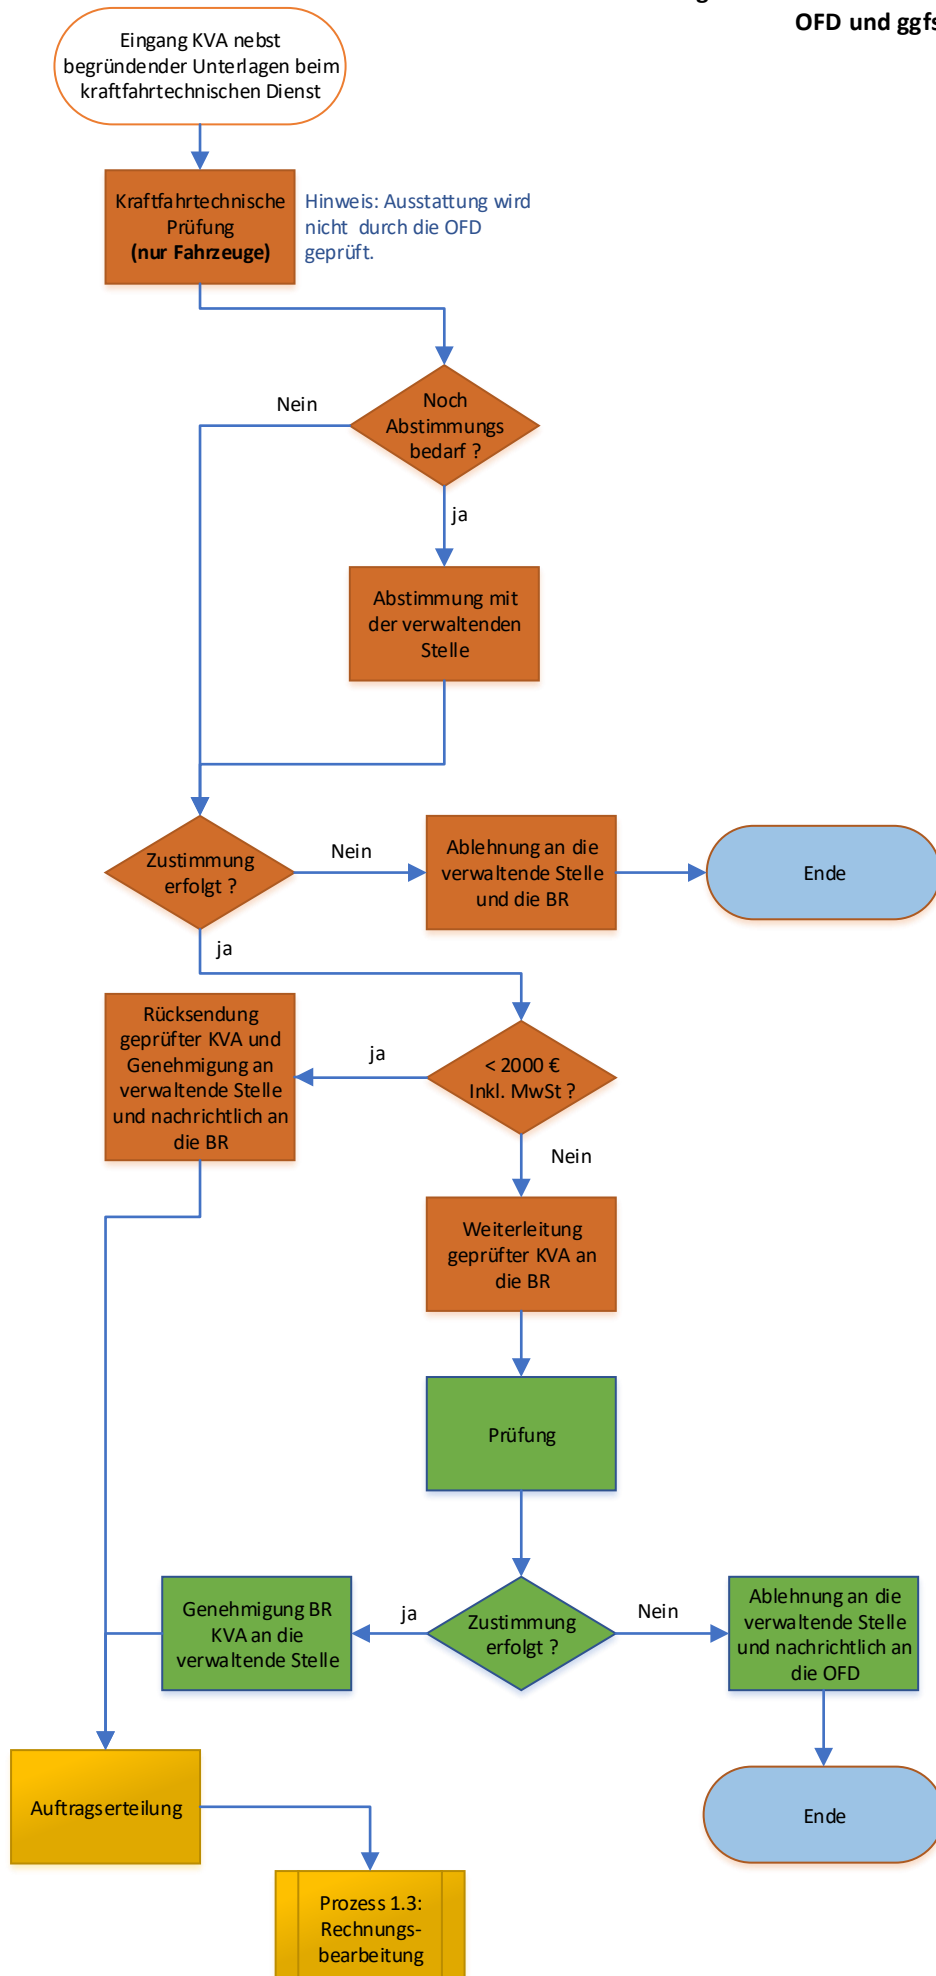 OFD und ggfs
Eingang KVA nebst
begründender Unterlagen beim
kraftfahrtechnischen Dienst
Kraftfahrtechnische
Prüfung
(nur Fahrzeuge)
Hinweis: Ausstattung wird
nicht durch die OFD
geprüft.
Noch
Abstimmungs
bedarf ?
Nein
ja
Abstimmung mit
der verwaltenden
Stelle
Zustimmung
erfolgt ?
Nein
Ablehnung an die
verwaltende Stelle
und die BR
Ende
ja
Rücksendung
geprüfter KVA und
Genehmigung an
verwaltende Stelle
und nachrichtlich an
die BR
ja
< 2000 €
Inkl. MwSt ?
Nein
Weiterleitung
geprüfter KVA an
die BR
Prüfung
Genehmigung BR
KVA an die
verwaltende Stelle
ja
Zustimmung
erfolgt ?
Nein
Ablehnung an die
verwaltende Stelle
und nachrichtlich an
die OFD
Auftragserteilung
Ende
Prozess 1.3:
Rechnungs-
bearbeitung